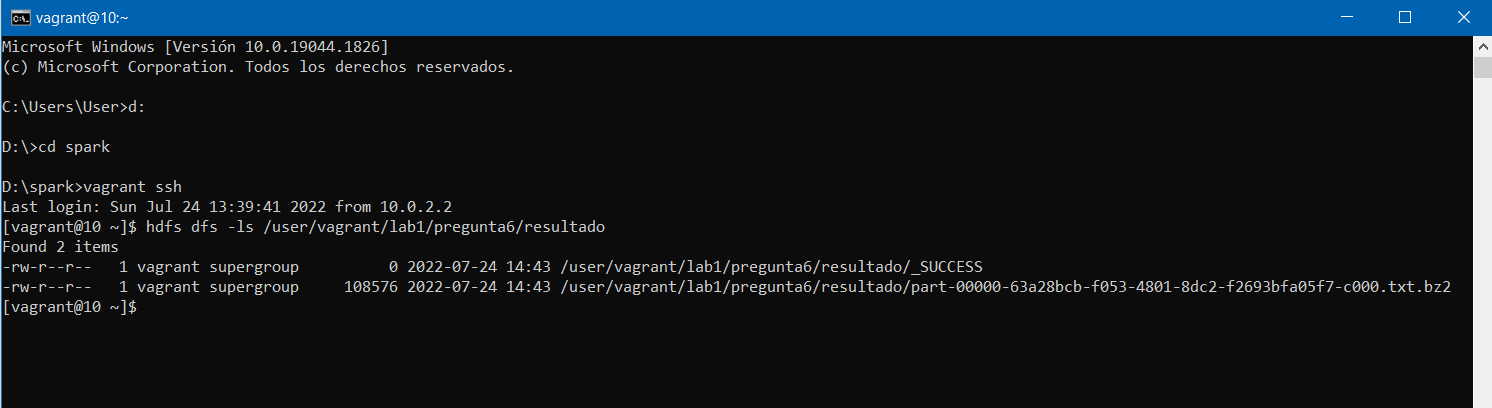 vagrant@10:~
Microsoft Windows [Versión 10.0.19044.1826]
(c) Microsoft Corporation. Todos los derechos reservados.
C:\Users\User>d:
D:\>cd spark
D:\spark>vagrant ssh
Last login: Sun Jul 24 13:39:41 2022 from 10.0.2.2
[vagrant@10 ~]$ hdfs dfs -ls /user/vagrant/lab1/pregunta6/resultado
Found 2 items
-rw-r--r--   1 vagrant supergroup          0 2022-07-24 14:43 /user/vagrant/lab1/pregunta6/resultado/_SUCCESS
-rw-r--r--   1 vagrant supergroup     108576 2022-07-24 14:43 /user/vagrant/lab1/pregunta6/resultado/part-00000-63a28bcb-f053-4801-8dc2-f2693bfa05f7-c000.txt.bz2
[vagrant@10 ~]$